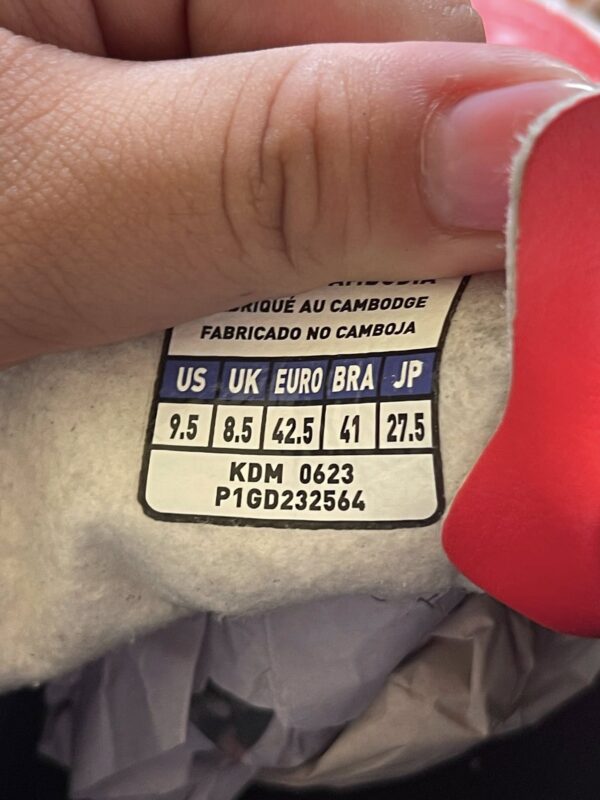 FABRICADO NO CAMBOJA
AU CAMBODGE
US UK EURO BRA JP
9.5 8.5 42.5 41 27.5
KDM 0623
P1GD232564